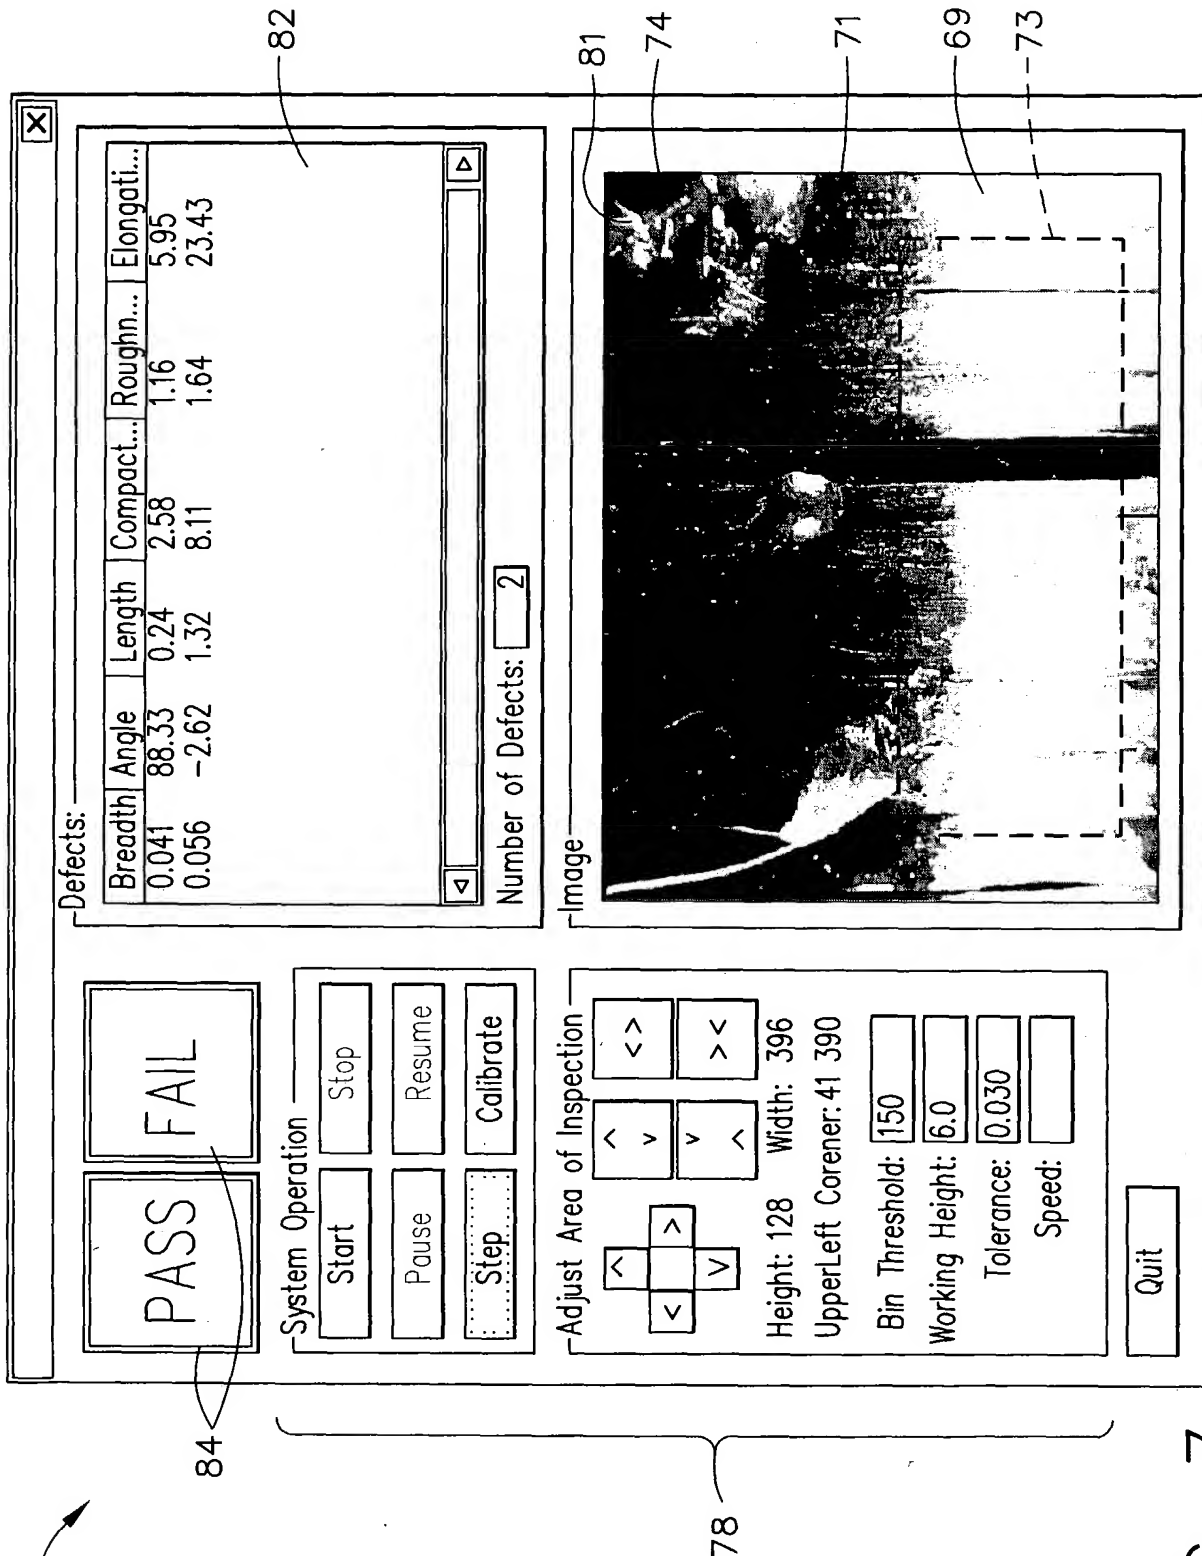 PASS FAIL
System Operation
Start Stop
Pause Resume
Step Calibrate
Adjust Area of Inspection
Height: 128 Width: 396
UpperLeft Corener: 41 390
Bin Threshold: 150
Working Height: 6.0
Tolerance: 0.030
Speed:
Quit
Defects:
Breadth Angle Length Compact... Roughn... Elongati...
0.041 88.33 0.24 2.58 1.16 5.95
0.056 -2.62 1.32 8.11 1.64 23.43
Number of Defects: 2
Image
84
78
82
81
74
71
69
73